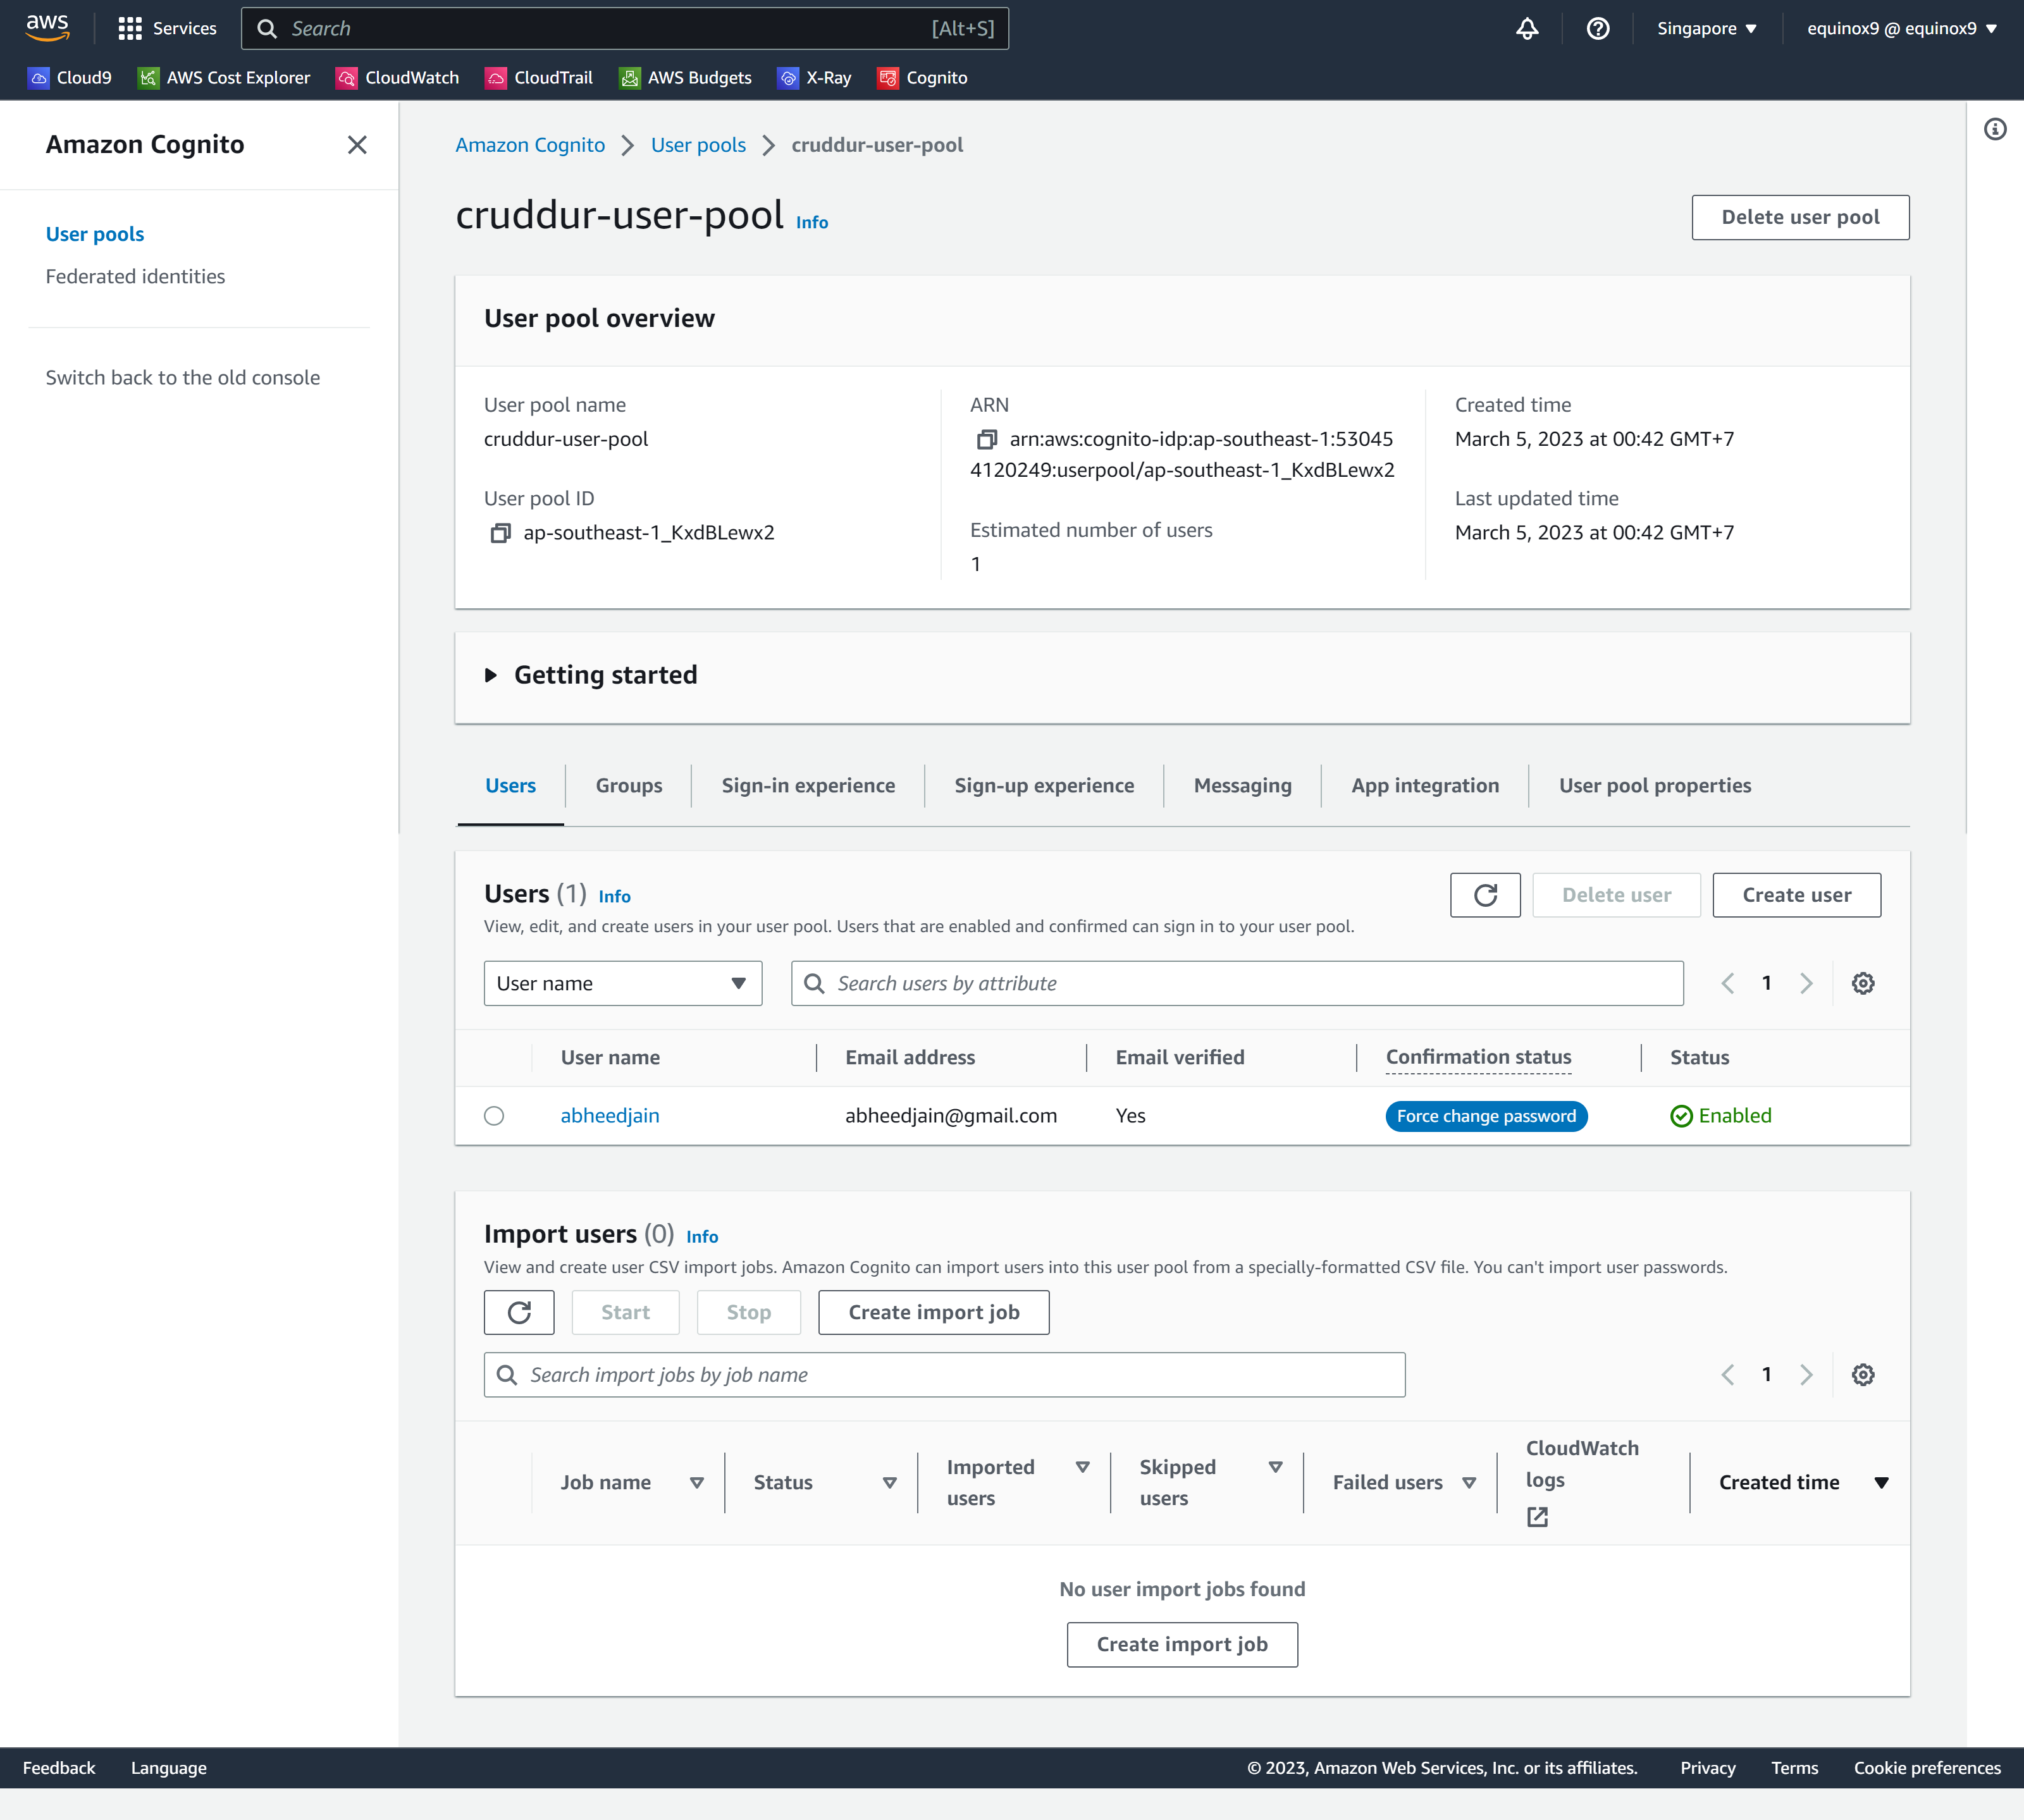 aws
Services
Search [Alt+S]
Singapore
equinox9 @ equinox9
Cloud9
AWS Cost Explorer
CloudWatch
CloudTrail
AWS Budgets
X-Ray
Cognito
Amazon Cognito
User pools
Federated identities
Switch back to the old console
Amazon Cognito
User pools
cruddur-user-pool
cruddur-user-pool Info
Delete user pool
User pool overview
User pool name
cruddur-user-pool
User pool ID
ap-southeast-1_KxdBLewx2
ARN
arn:aws:cognito-idp:ap-southeast-1:53045
4120249:userpool/ap-southeast-1_KxdBLewx2
Estimated number of users
1
Created time
March 5, 2023 at 00:42 GMT+7
Last updated time
March 5, 2023 at 00:42 GMT+7
Getting started
Users
Groups
Sign-in experience
Sign-up experience
Messaging
App integration
User pool properties
Users (1) Info
View, edit, and create users in your user pool. Users that are enabled and confirmed can sign in to your user pool.
Delete user
Create user
User name
Search users by attribute
1
User name
Email address
Email verified
Confirmation status
Status
abheedjain
abheedjain@gmail.com
Yes
Force change password
Enabled
Import users (0) Info
View and create user CSV import jobs. Amazon Cognito can import users into this user pool from a specially-formatted CSV file. You can't import user passwords.
Start
Stop
Create import job
Search import jobs by job name
1
Job name
Status
Imported
users
Skipped
users
Failed users
CloudWatch
logs
Created time
No user import jobs found
Create import job
Feedback
Language
© 2023, Amazon Web Services, Inc. or its affiliates.
Privacy
Terms
Cookie preferences